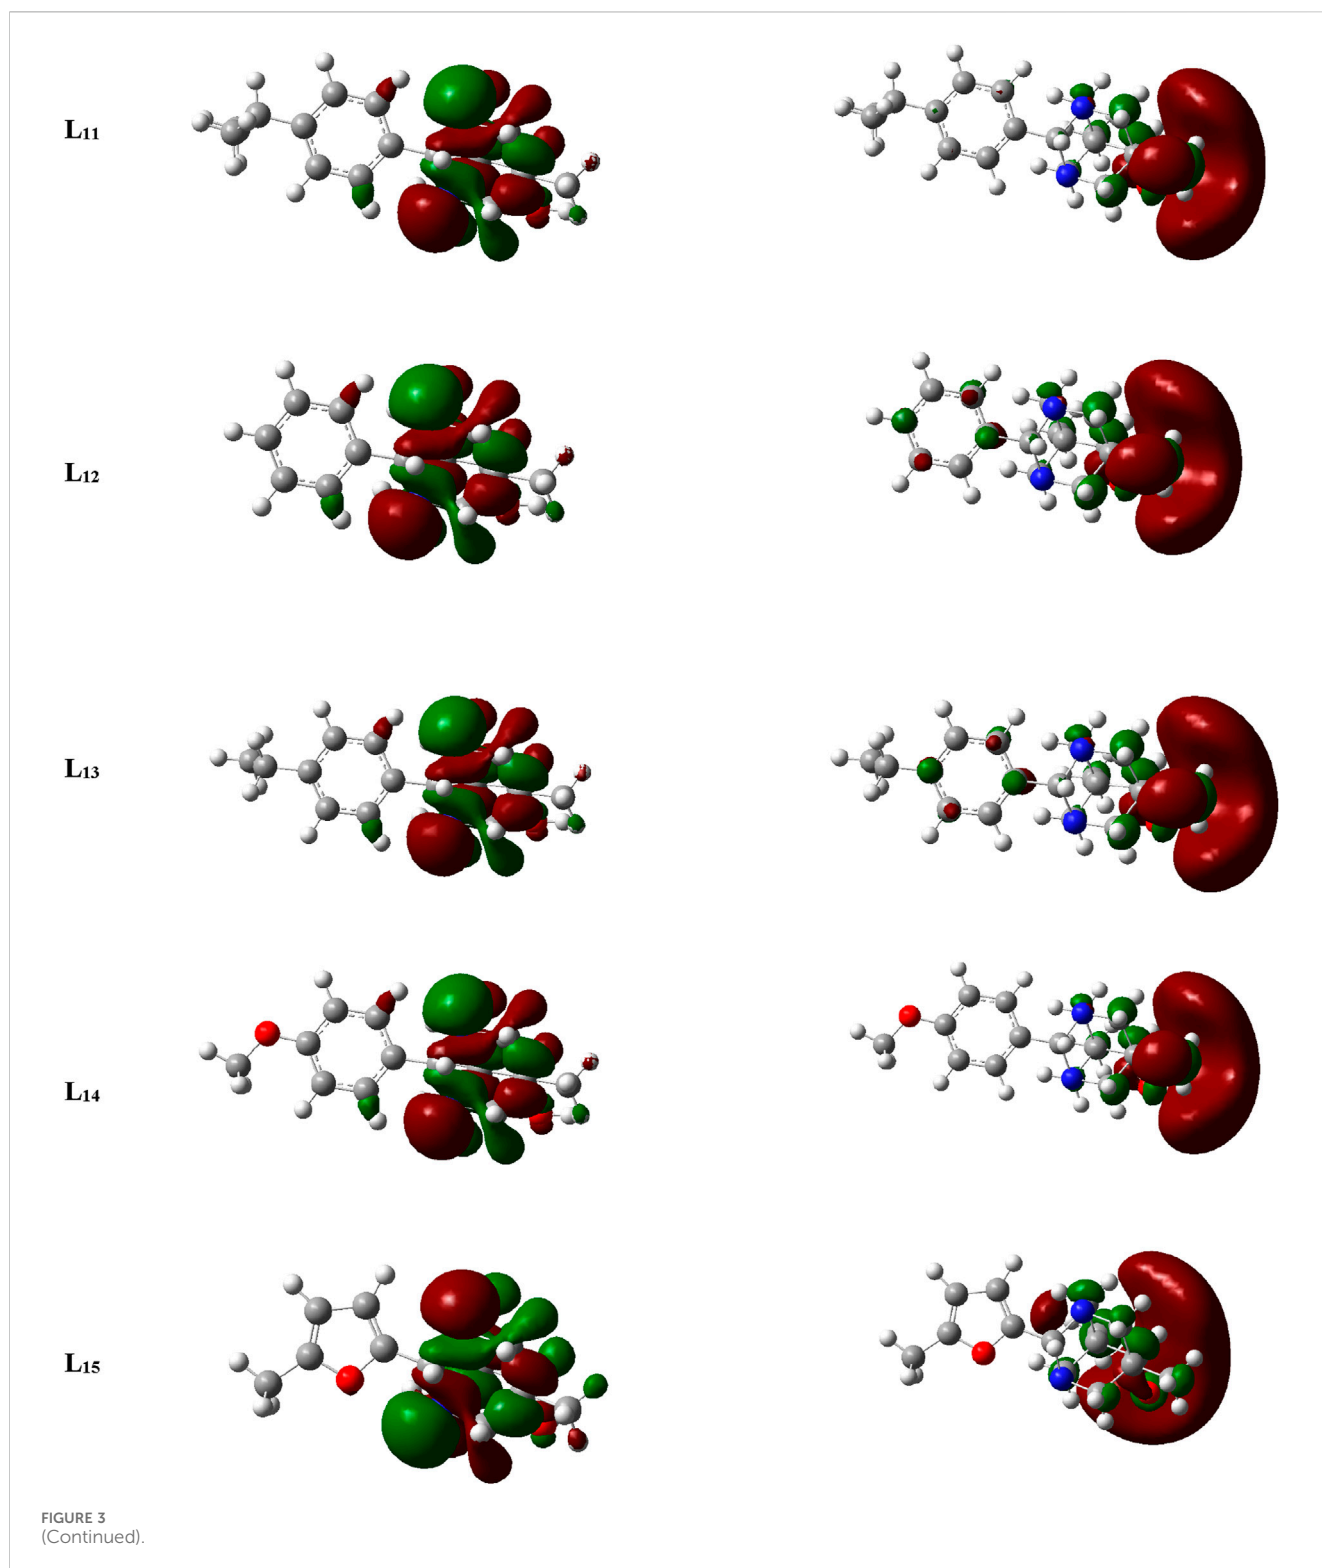 L₁₁
L₁₂
L₁₃
L₁₄
L₁₅
FIGURE 3
(Continued).